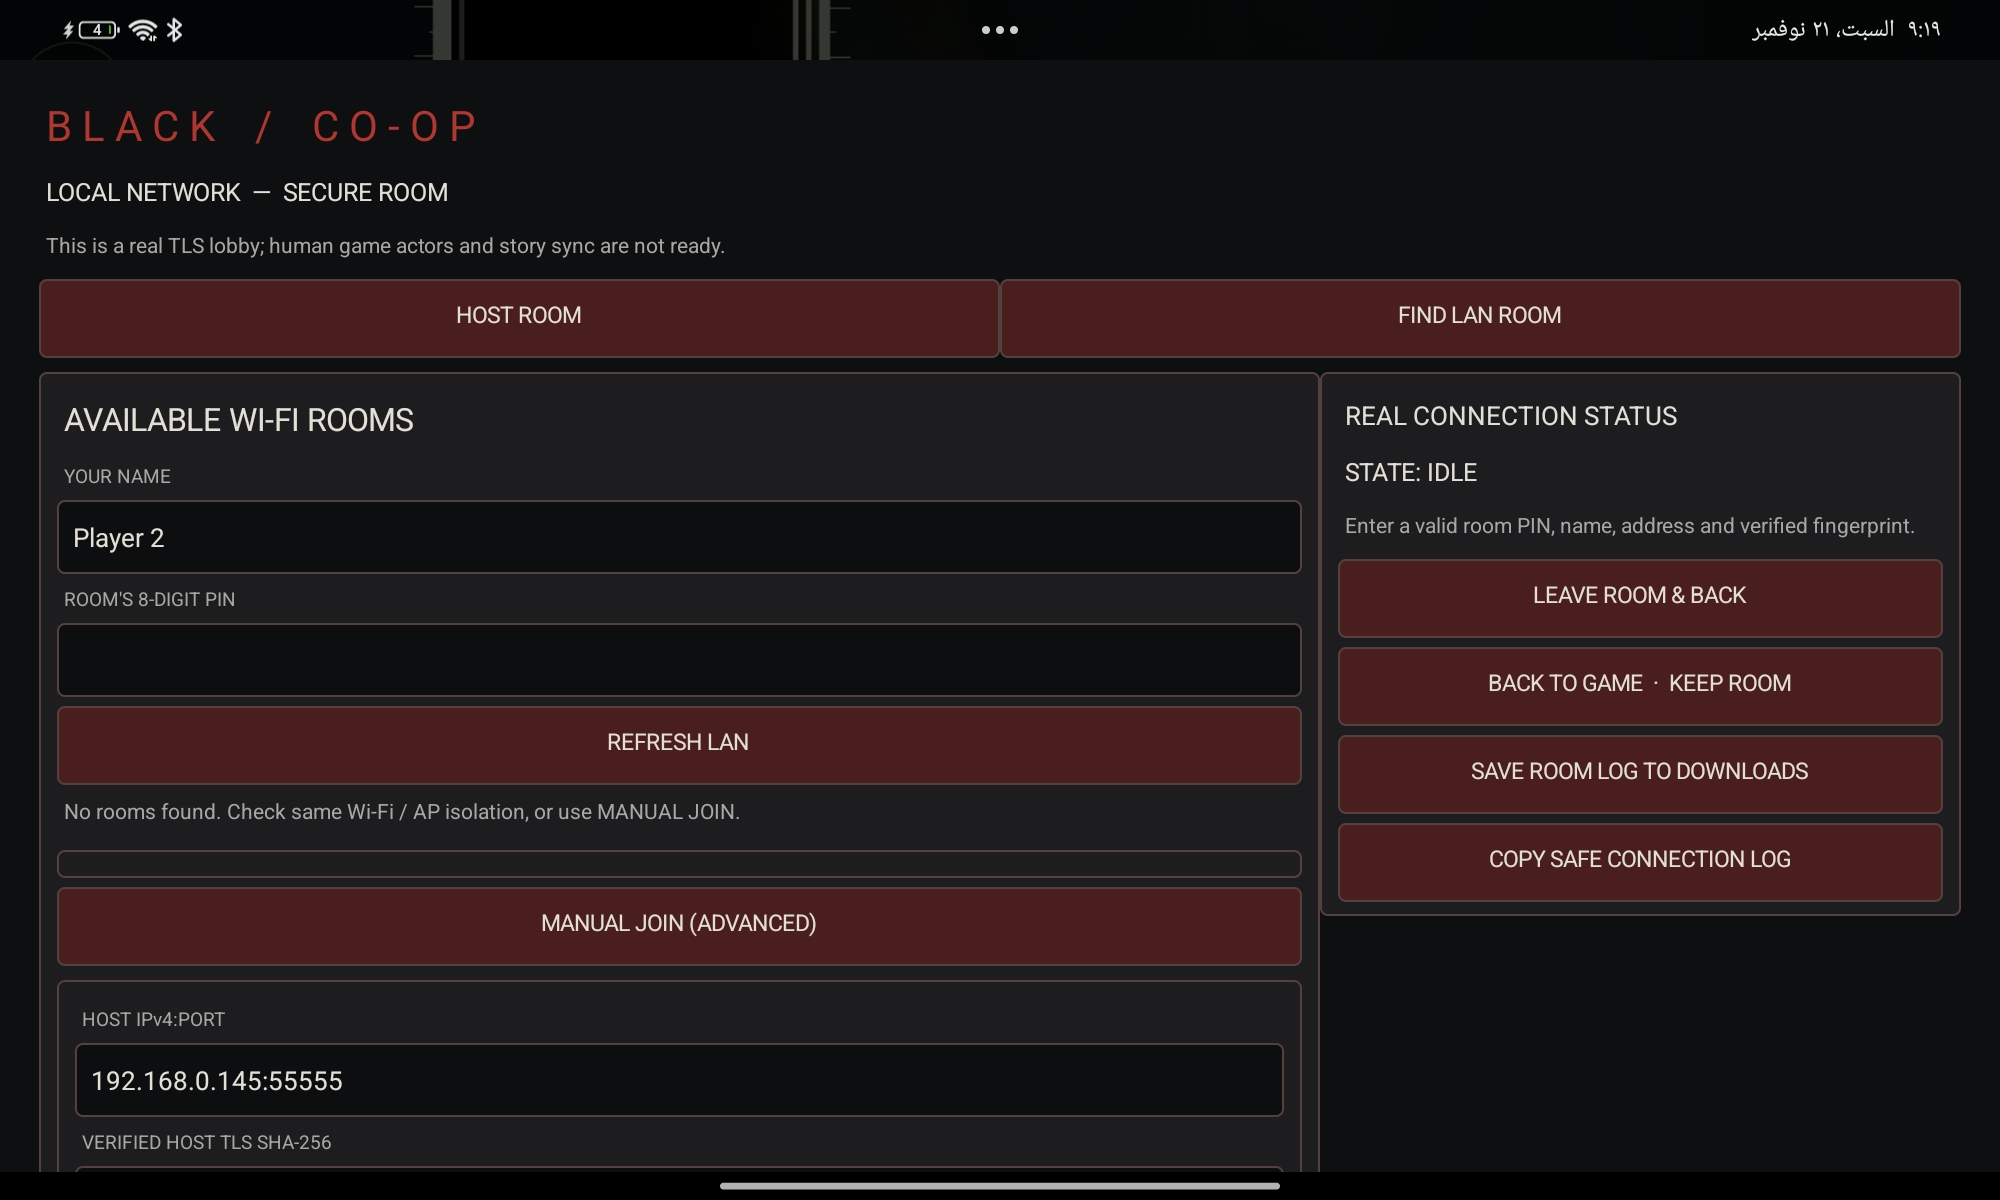 4
٩:١٩ السبت، ٢١ نوفمبر
BLACK / CO-OP
LOCAL NETWORK — SECURE ROOM
This is a real TLS lobby; human game actors and story sync are not ready.
HOST ROOM
FIND LAN ROOM
AVAILABLE WI-FI ROOMS
YOUR NAME
Player 2
ROOM'S 8-DIGIT PIN
REFRESH LAN
No rooms found. Check same Wi-Fi / AP isolation, or use MANUAL JOIN.
MANUAL JOIN (ADVANCED)
HOST IPv4:PORT
192.168.0.145:55555
VERIFIED HOST TLS SHA-256
REAL CONNECTION STATUS
STATE: IDLE
Enter a valid room PIN, name, address and verified fingerprint.
LEAVE ROOM & BACK
BACK TO GAME · KEEP ROOM
SAVE ROOM LOG TO DOWNLOADS
COPY SAFE CONNECTION LOG